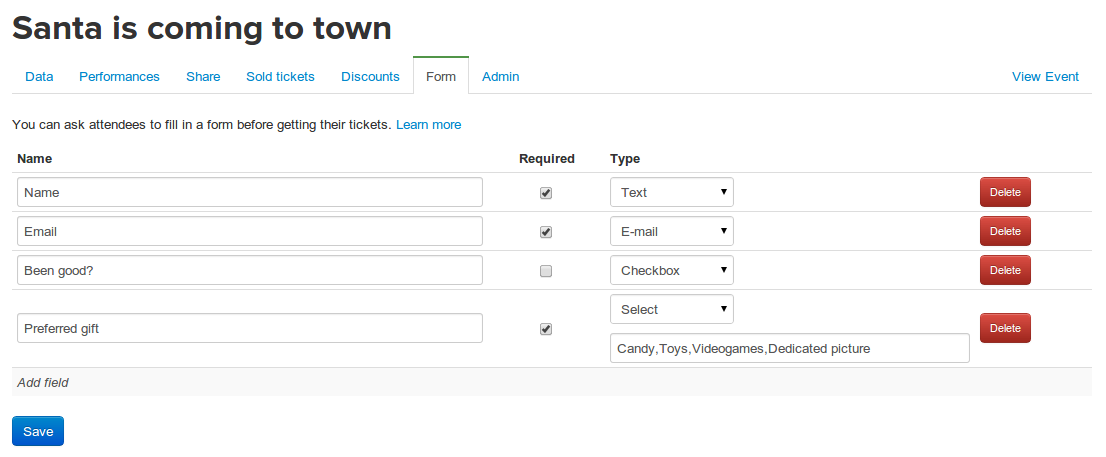 Santa is coming to town
Data Performances Share Sold tickets Discounts Form Admin View Event
You can ask attendees to fill in a form before getting their tickets. Learn more
Name Required Type
Name Text Delete
Email E-mail Delete
Been good? Checkbox Delete
Preferred gift Select Delete
Candy,Toys,Videogames,Dedicated picture
Add field
Save